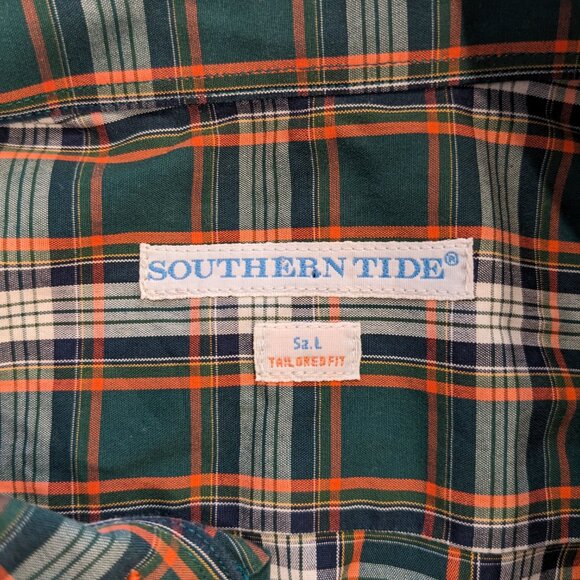 SOUTHERN TIDE®
Sz. L
TAILORED FIT